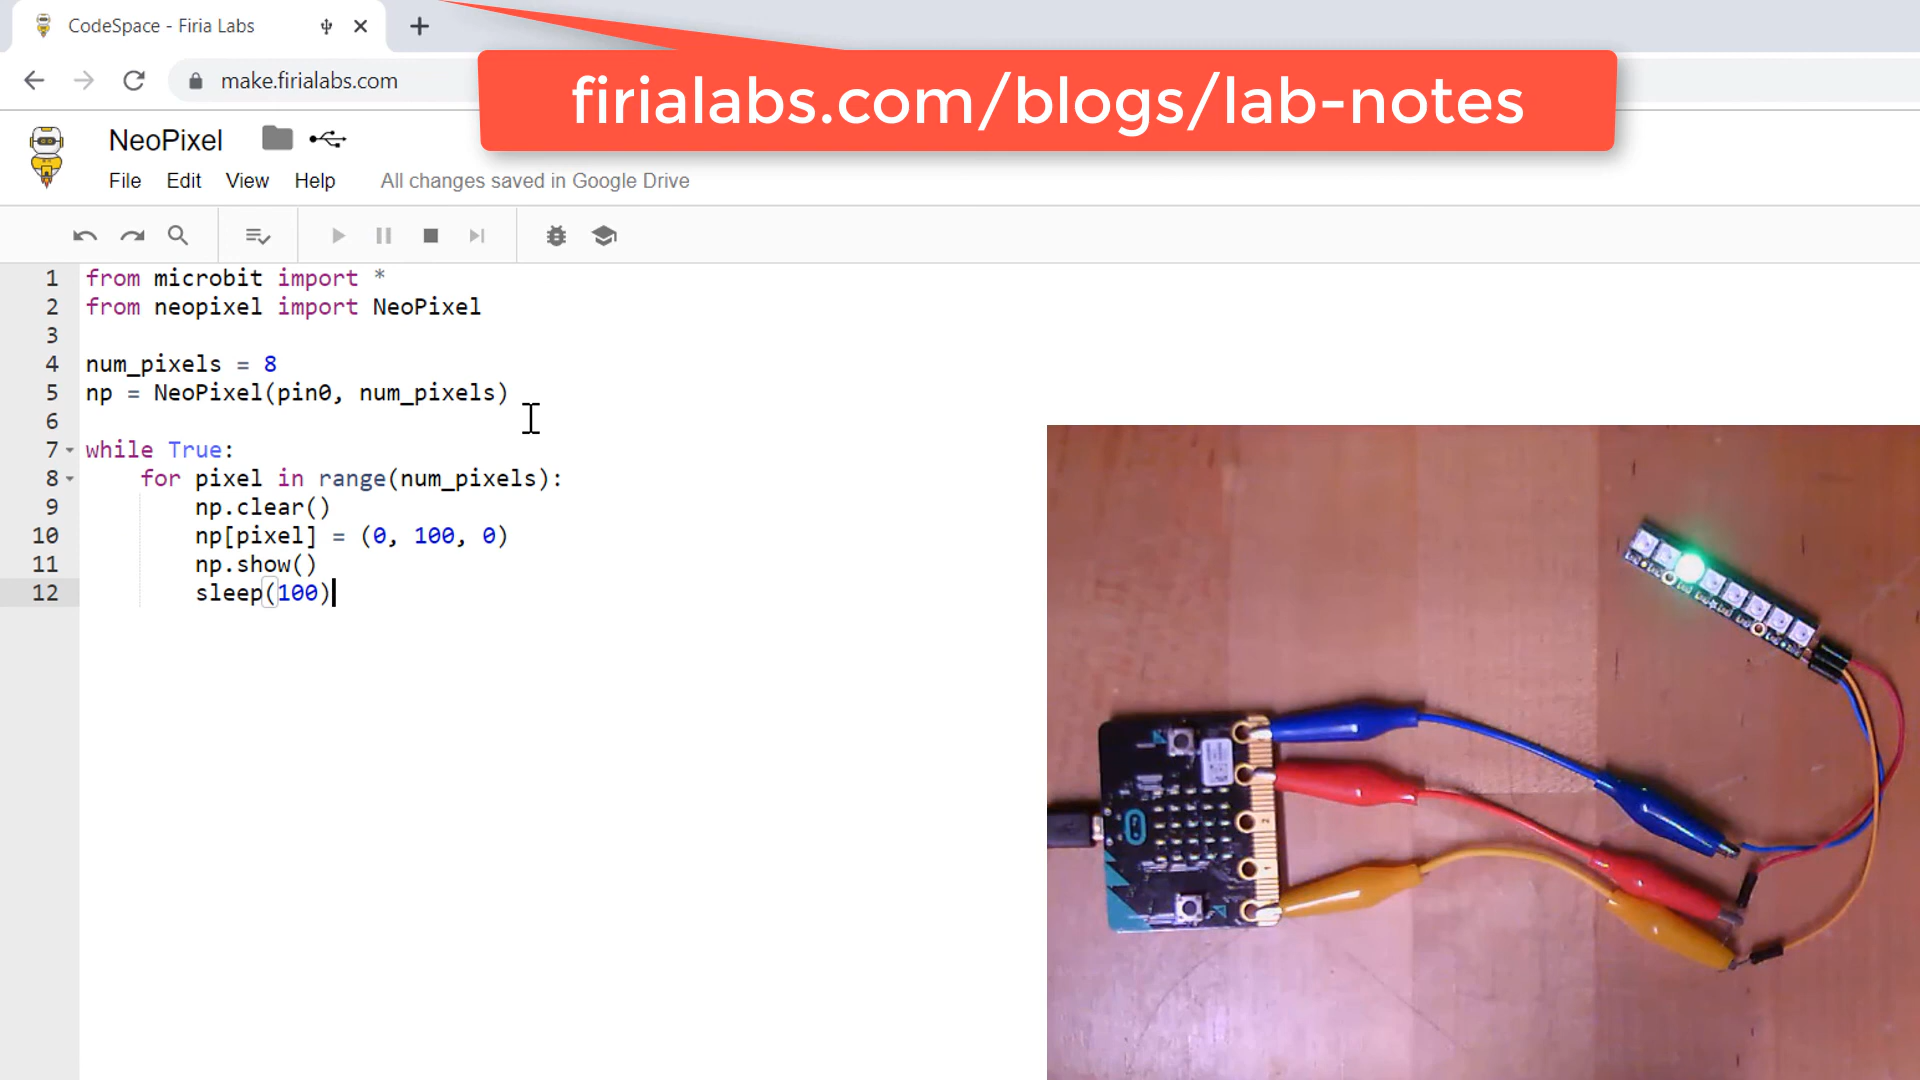 CodeSpace - Firia Labs
make.firialabs.com
firialabs.com/blogs/lab-notes
NeoPixel
File Edit View Help All changes saved in Google Drive
1 from microbit import *
2 from neopixel import NeoPixel
3
4 num_pixels = 8
5 np = NeoPixel(pin0, num_pixels)
6
7 while True:
8 for pixel in range(num_pixels):
9 np.clear()
10 np[pixel] = (0, 100, 0)
11 np.show()
12 sleep(100)
2
1